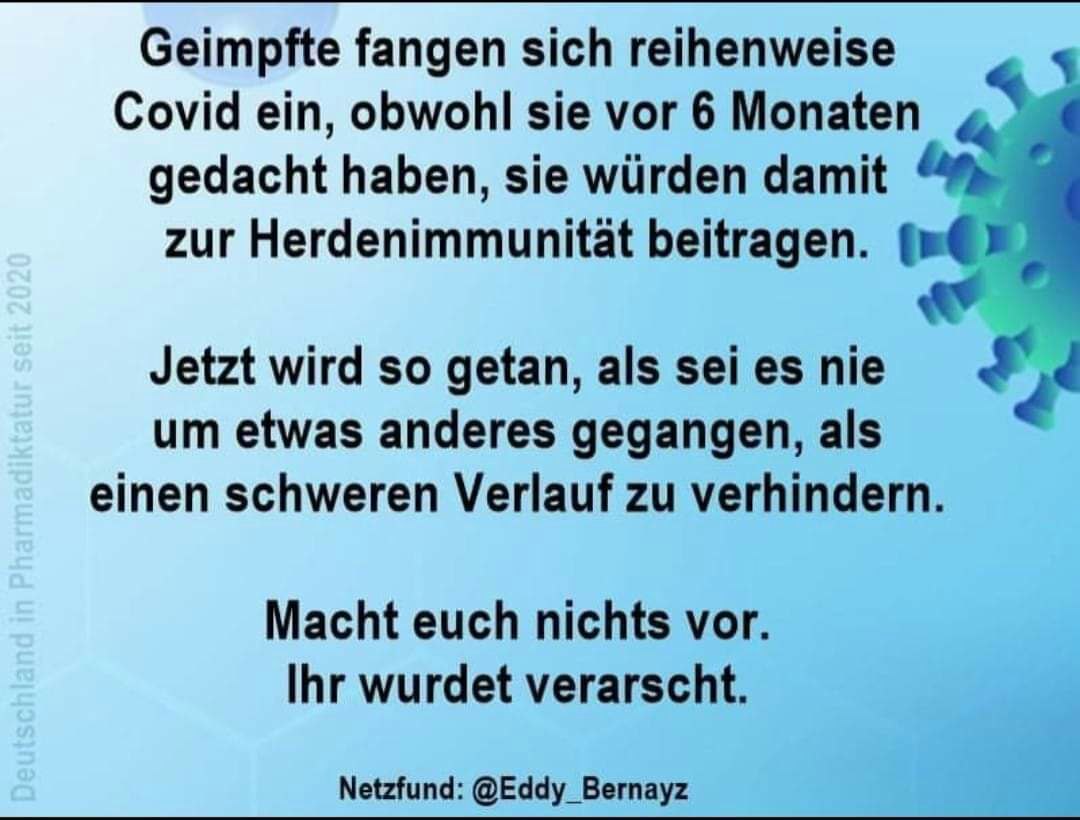 Geimpfte fangen sich reihenweise
Covid ein, obwohl sie vor 6 Monaten
gedacht haben, sie würden damit
zur Herdenimmunität beitragen.
Jetzt wird so getan, als sei es nie
um etwas anderes gegangen, als
einen schweren Verlauf zu verhindern.
Macht euch nichts vor.
Ihr wurdet verarscht.
Netzfund: @Eddy_Bernayz
Deutschland in Pharmadiktatur seit 2020